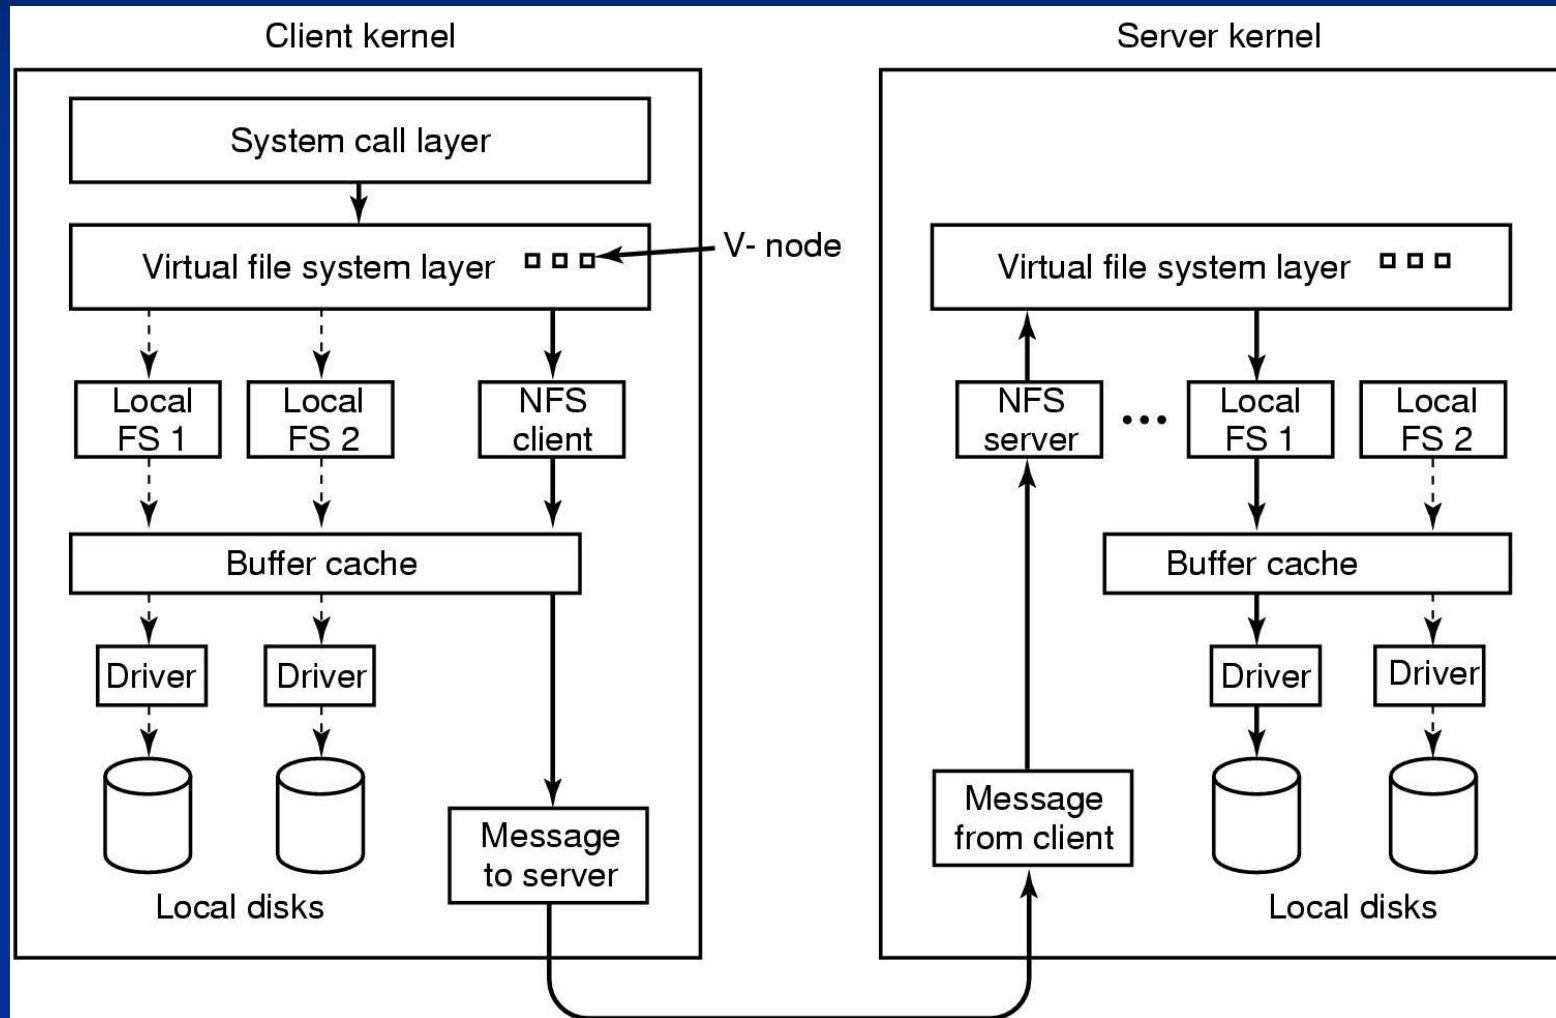 Client kernel
Server kernel
System call layer
Virtual file system layer
V- node
Virtual file system layer
Local
FS 1
Local
FS 2
NFS
client
NFS
server
Local
FS 1
Local
FS 2
Buffer cache
Buffer cache
Driver
Driver
Driver
Driver
Message
to server
Message
from client
Local disks
Local disks